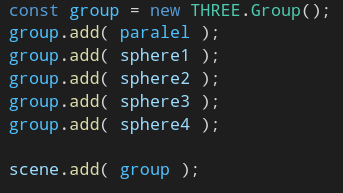 const group = new THREE.Group();
group.add( paralel );
group.add( sphere1 );
group.add( sphere2 );
group.add( sphere3 );
group.add( sphere4 );
scene.add( group );